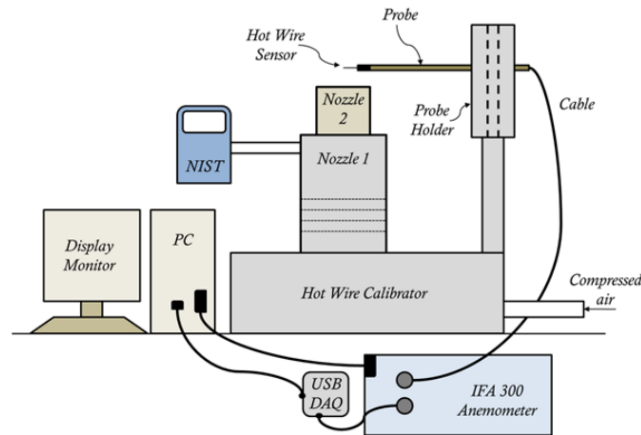 Probe
Hot Wire
Sensor
Nozzle
2
Probe
Holder
Cable
NIST
Nozzle 1
Display
Monitor
PC
Hot Wire Calibrator
Compressed
air
USB
DAQ
IFA 300
Anemometer